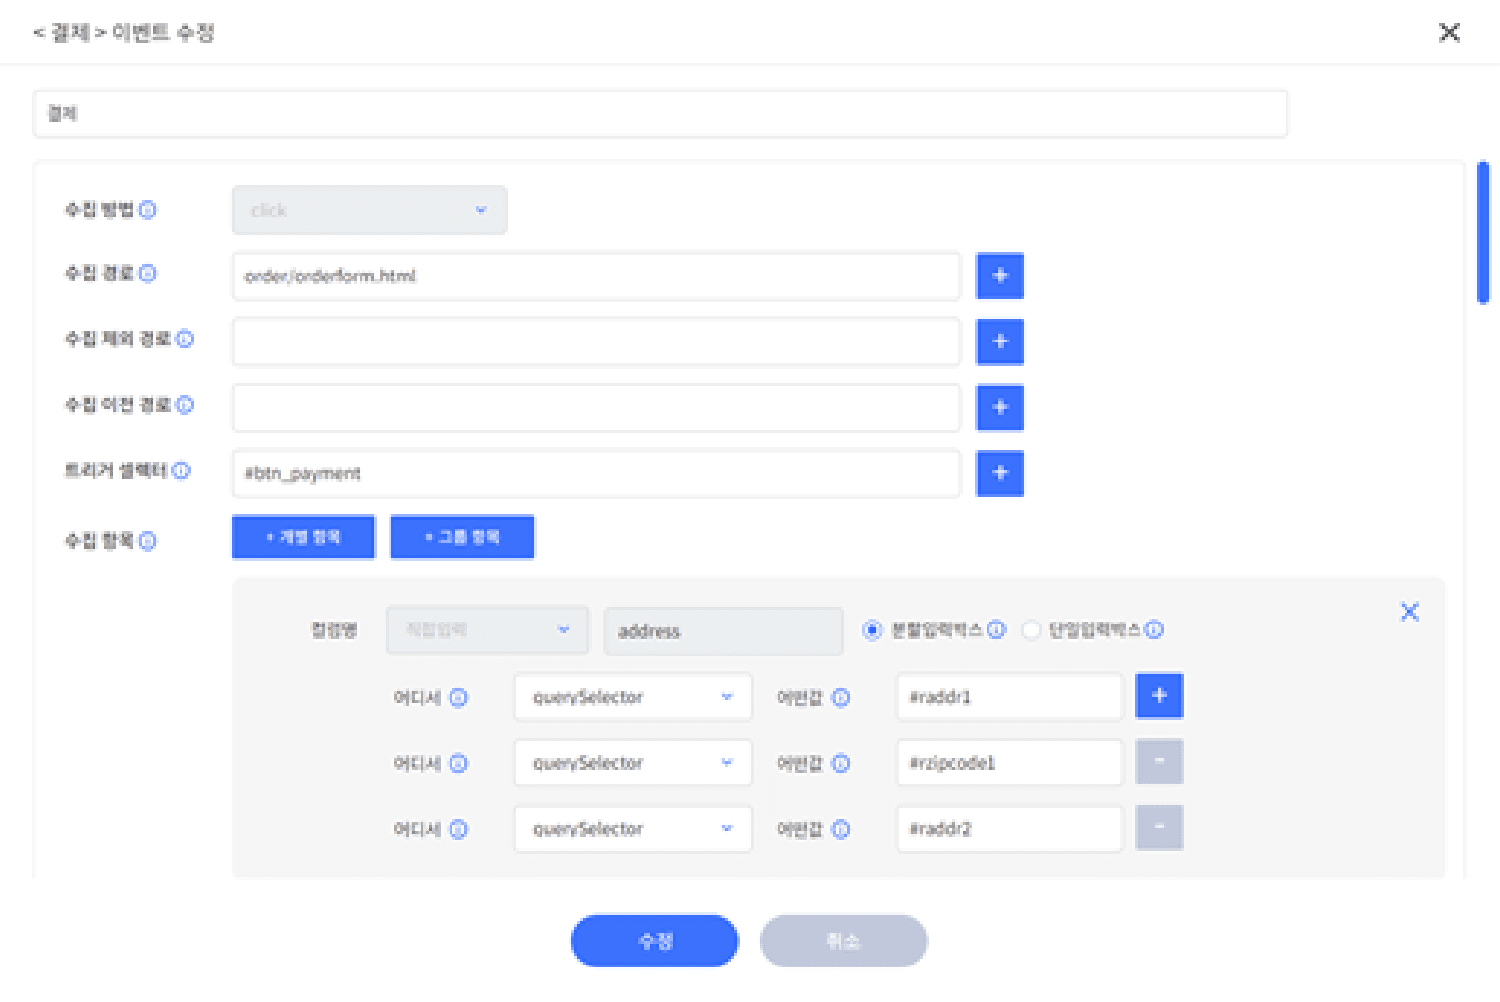 < 결제 > 이벤트 수정
결제
수집 방법
click
수집 경로
order/orderform.html
+
수집 제외 경로
+
수집 이전 경로
+
트리거 셀렉터
#btn_payment
+
수집 항목
+ 개별 항목
+ 그룹 항목
컬럼명
직접입력
address
분할입력박스
단일입력박스
어디서
querySelector
어떤값
#raddr1
+
어디서
querySelector
어떤값
#rzipcode1
-
어디서
querySelector
어떤값
#raddr2
-
수정
취소